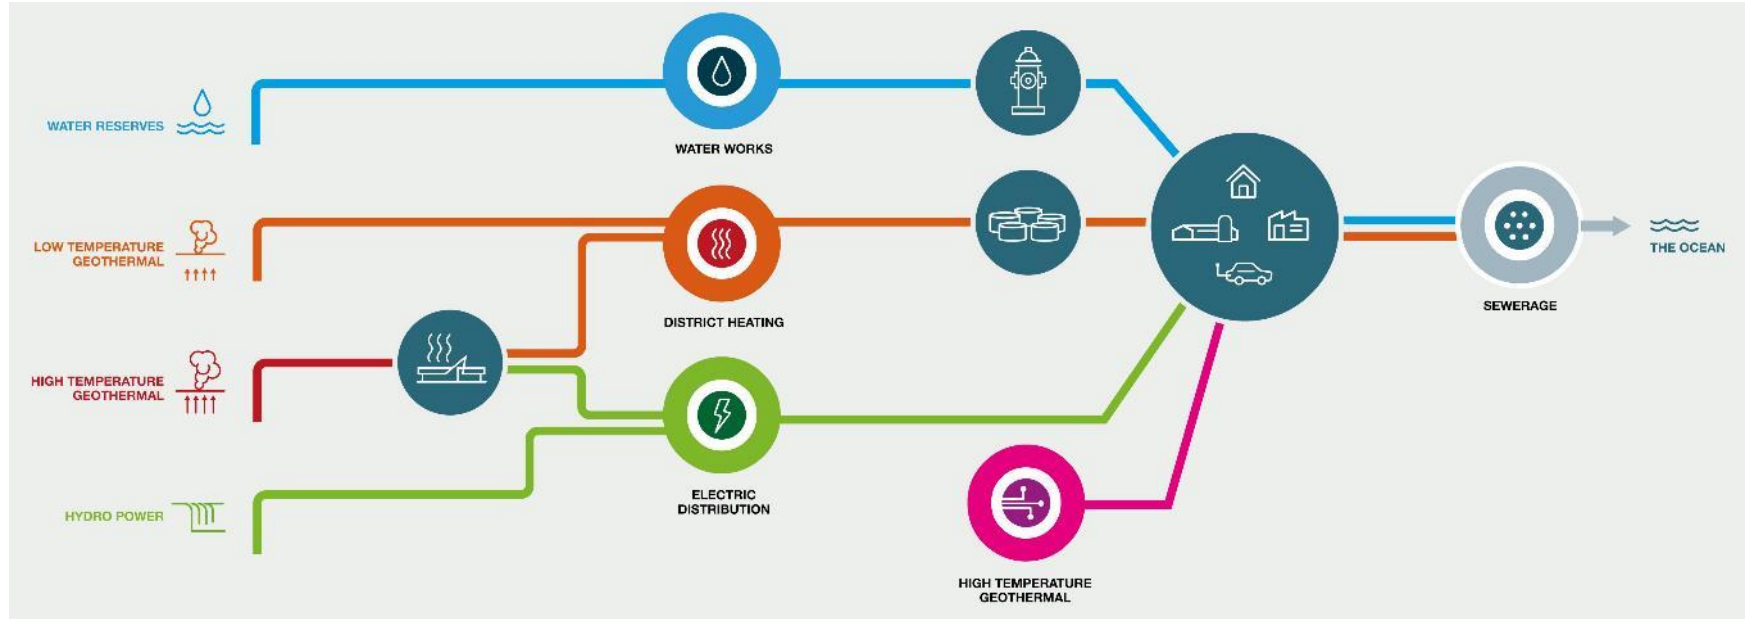 WATER RESERVES
WATER WORKS
LOW TEMPERATURE
GEOTHERMAL
DISTRICT HEATING
THE OCEAN
SEWERAGE
HIGH TEMPERATURE
GEOTHERMAL
ELECTRIC
DISTRIBUTION
HYDRO POWER
HIGH TEMPERATURE
GEOTHERMAL